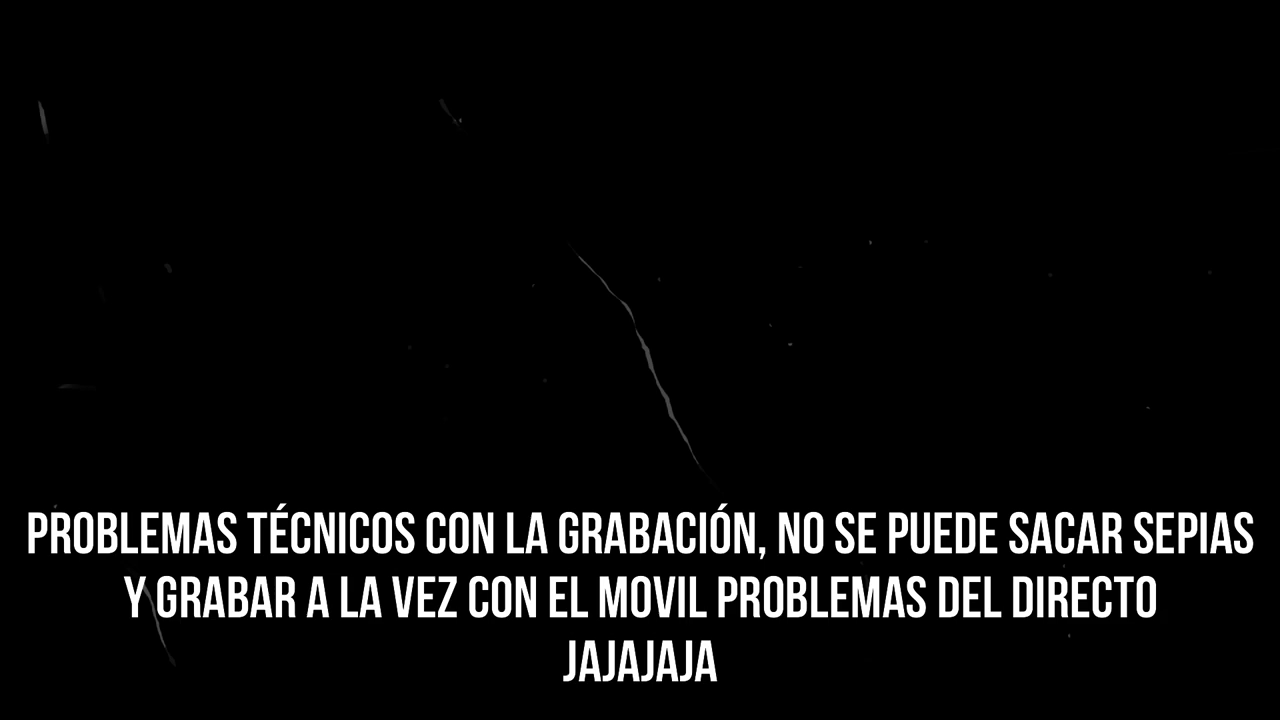 PROBLEMAS TÉCNICOS CON LA GRABACIÓN, NO SE PUEDE SACAR SEPIAS
Y GRABAR A LA VEZ CON EL MOVIL PROBLEMAS DEL DIRECTO
JAJAJAJA